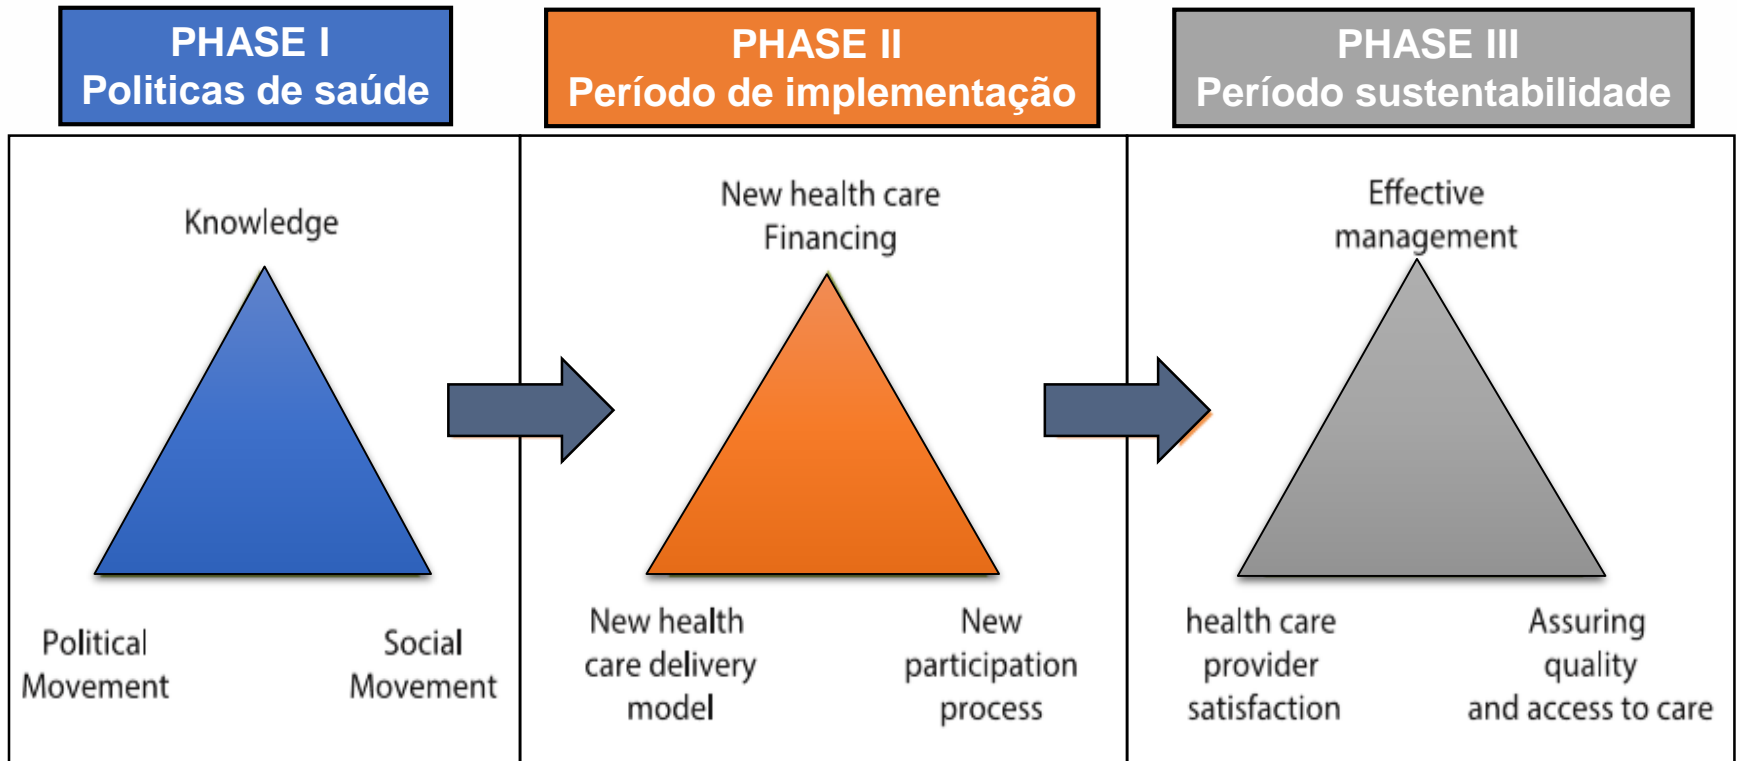 PHASE I
Politicas de saúde
PHASE II
Período de implementação
PHASE III
Período sustentabilidade
Knowledge
Political
Movement
Social
Movement
New health care
Financing
New health
care delivery
model
New
participation
process
Effective
management
health care
provider
satisfaction
Assuring
quality
and access to care